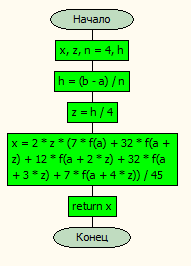 Начало
x, z, n = 4, h
h = (b - a) / n
z = h / 4
x = 2 * z * (7 * f(a) + 32 * f(a +
z) + 12 * f(a + 2 * z) + 32 * f(a
+ 3 * z) + 7 * f(a + 4 * z)) / 45
return x
Конец